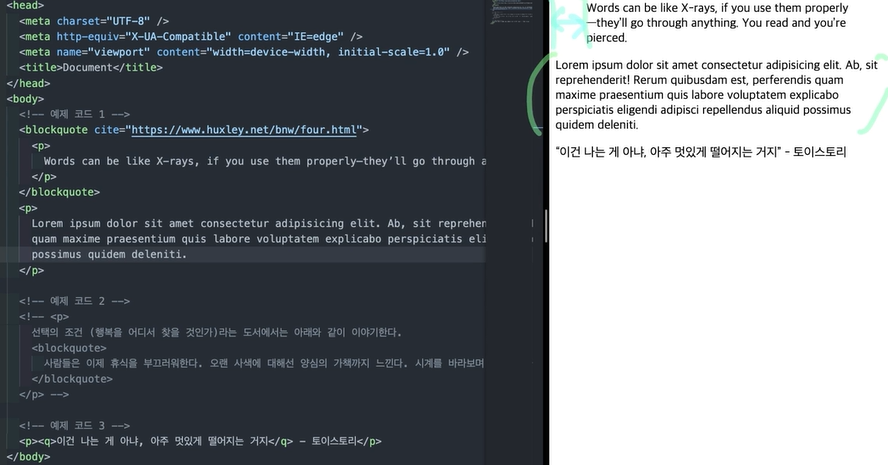 <head>
<meta charset="UTF-8" />
<meta http-equiv="X-UA-Compatible" content="IE=edge" />
<meta name="viewport" content="width=device-width, initial-scale=1.0" />
<title>Document</title>
</head>
<body>
<!-- 예제 코드 1 -->
<blockquote cite="https://www.huxley.net/bnw/four.html">
<p>
Words can be like X-rays, if you use them properly—they’ll go through a
</p>
</blockquote>
<p>
Lorem ipsum dolor sit amet consectetur adipisicing elit. Ab, sit reprehen
quam maxime praesentium quis labore voluptatem explicabo perspiciatis eli
possimus quidem deleniti.
</p>
<!-- 예제 코드 2 -->
<!-- <p>
선택의 조건 (행복을 어디서 찾을 것인가)라는 도서에서는 아래와 같이 이야기한다.
<blockquote>
사람들은 이제 휴식을 부끄러워한다. 오랜 사색에 대해선 양심의 가책까지 느낀다. 시계를 바라보며
</blockquote>
</p> -->
<!-- 예제 코드 3 -->
<p><q>이건 나는 게 아냐, 아주 멋있게 떨어지는 거지</q> - 토이스토리</p>
</body>
Words can be like X-rays, if you use them properly
—they’ll go through anything. You read and you’re
pierced.
Lorem ipsum dolor sit amet consectetur adipisicing elit. Ab, sit
reprehenderit! Rerum quibusdam est, perferendis quam
maxime praesentium quis labore voluptatem explicabo
perspiciatis eligendi adipisci repellendus aliquid possimus
quidem deleniti.
“이건 나는 게 아냐, 아주 멋있게 떨어지는 거지” - 토이스토리